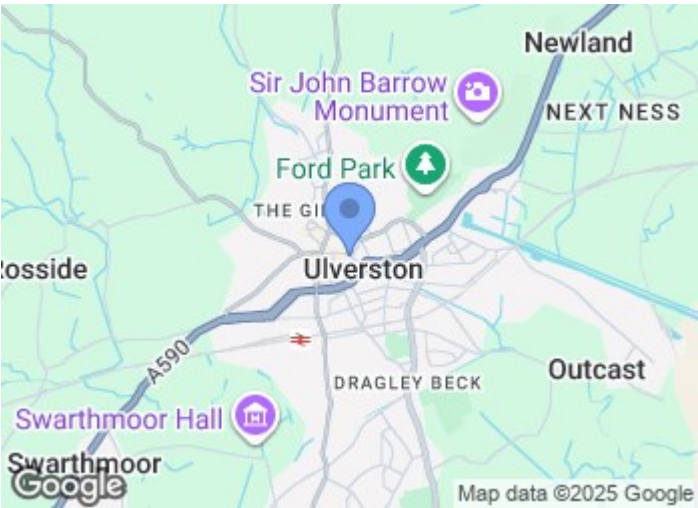 Newland
Sir John Barrow
Monument
NEXT NESS
Ford Park
THE GI
Ulverston
Rosside
A590
Outcast
DRAGLEY BECK
Swarthmoor Hall
Swarthmoor
Google
Map data ©2025 Google